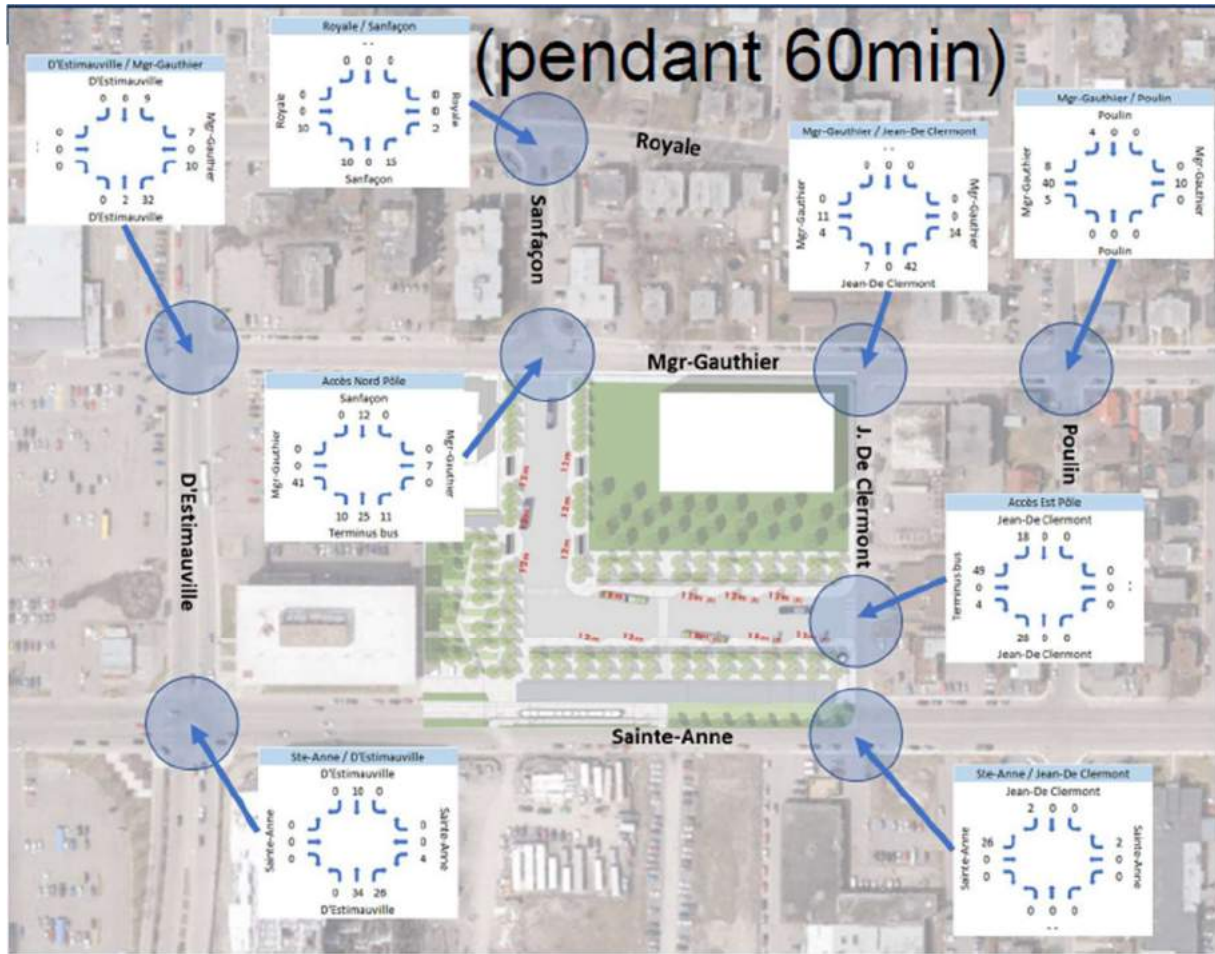 (pendant 60min)
D'Estimauville / Mgr-Gauthier
D'Estimauville
0 0 9
0 7
0 0
0 10
Mgr-Gauthier
0 2 32
D'Estimauville
Royale / Sanfaçon
- -
0 0 0
Royale
0 0
0 0
10 2
Royale
10 0 15
Sanfaçon
Mgr-Gauthier / Jean-De Clermont
- -
0 0 0
Mgr-Gauthier
0 0
11 0
4 14
Mgr-Gauthier
7 0 42
Jean-De Clermont
Mgr-Gauthier / Poulin
Poulin
4 0 0
Mgr-Gauthier
8 0
40 10
5 0
Mgr-Gauthier
0 0 0
Poulin
Royale
Sanfaçon
Mgr-Gauthier
J. De Clermont
Poulin
D'Estimauville
Sainte-Anne
Accès Nord Pôle
Sanfaçon
0 12 0
Mgr-Gauthier
0 0
0 7
41 0
Mgr-Gauthier
10 25 11
Terminus bus
12m
12m
12m
12m
12m
12m
Accès Est Pôle
Jean-De Clermont
18 0 0
Terminus bus
49 0
0 0
4 0
- -
26 0 0
Jean-De Clermont
Ste-Anne / D'Estimauville
D'Estimauville
0 10 0
Sainte-Anne
0 0
0 0
0 4
Sainte-Anne
0 34 26
D'Estimauville
Ste-Anne / Jean-De Clermont
Jean-De Clermont
2 0 0
Sainte-Anne
26 2
0 0
0 0
Sainte-Anne
0 0 0
- -